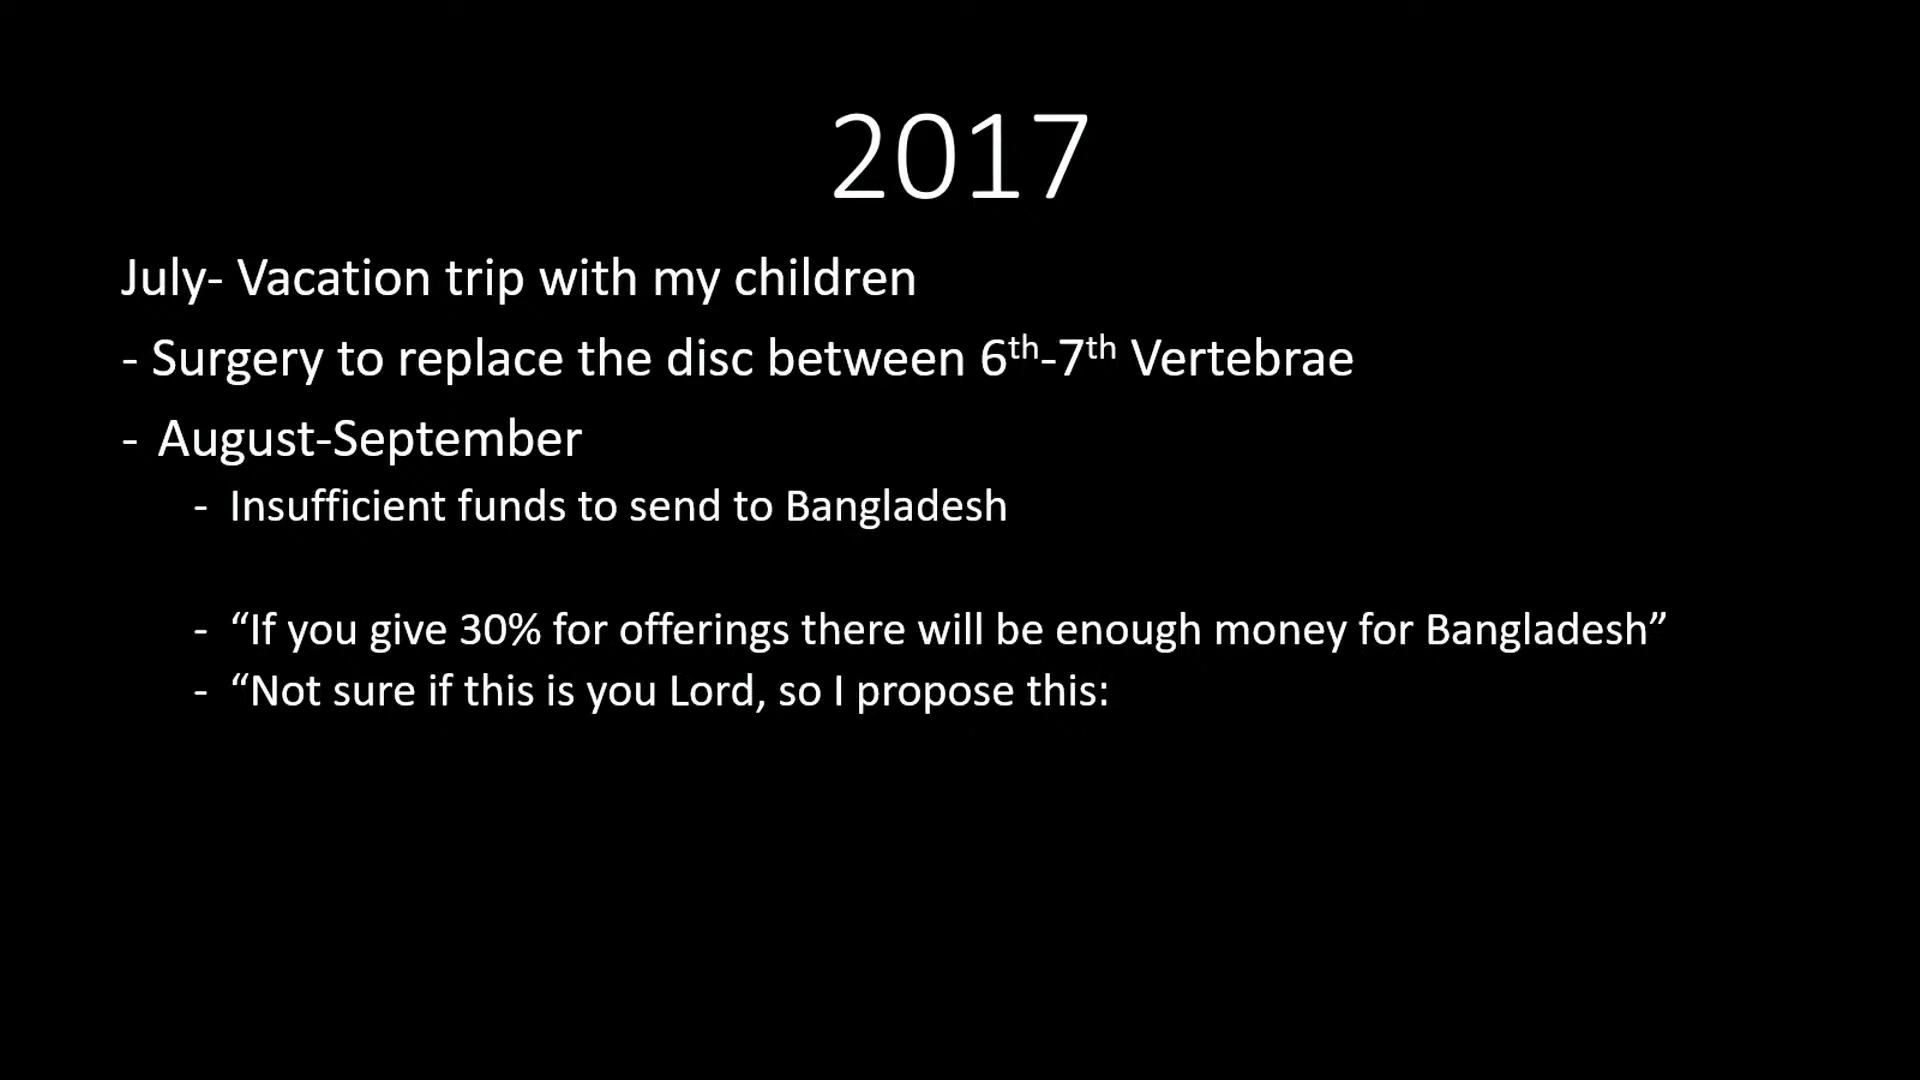 2017
July- Vacation trip with my children
- Surgery to replace the disc between 6th-7th Vertebrae
- August-September
- Insufficient funds to send to Bangladesh
- “If you give 30% for offerings there will be enough money for Bangladesh”
- “Not sure if this is you Lord, so I propose this: